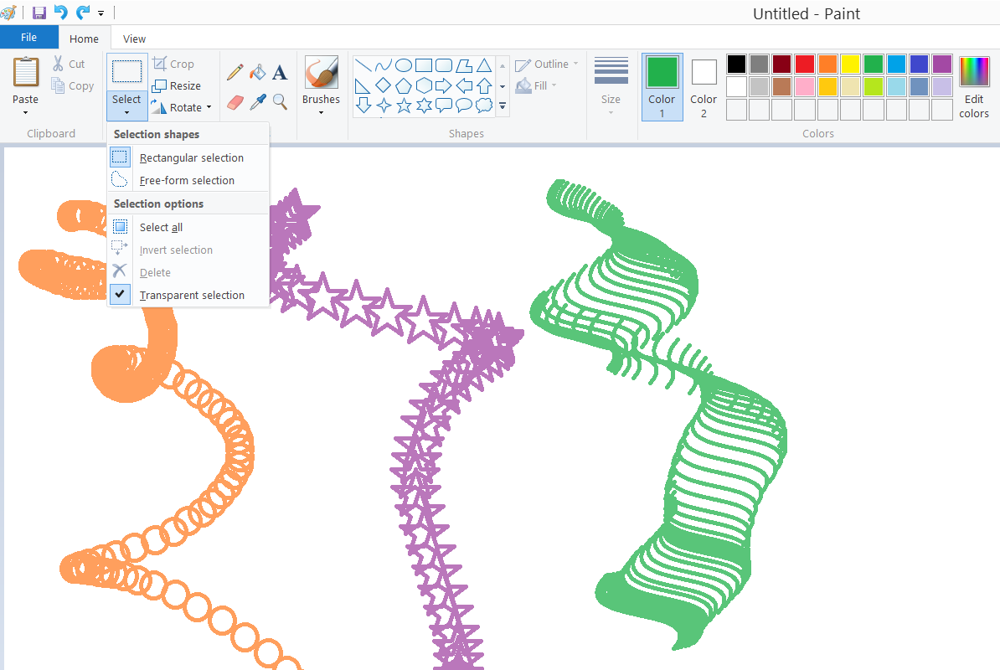 Untitled - Paint
File Home View
Paste Cut Copy
Clipboard
Select Crop Resize Rotate
A
Brushes
Outline
Fill
Shapes
Size
Color 1
Color 2
Edit colors
Colors
Selection shapes
Rectangular selection
Free-form selection
Selection options
Select all
Invert selection
Delete
Transparent selection